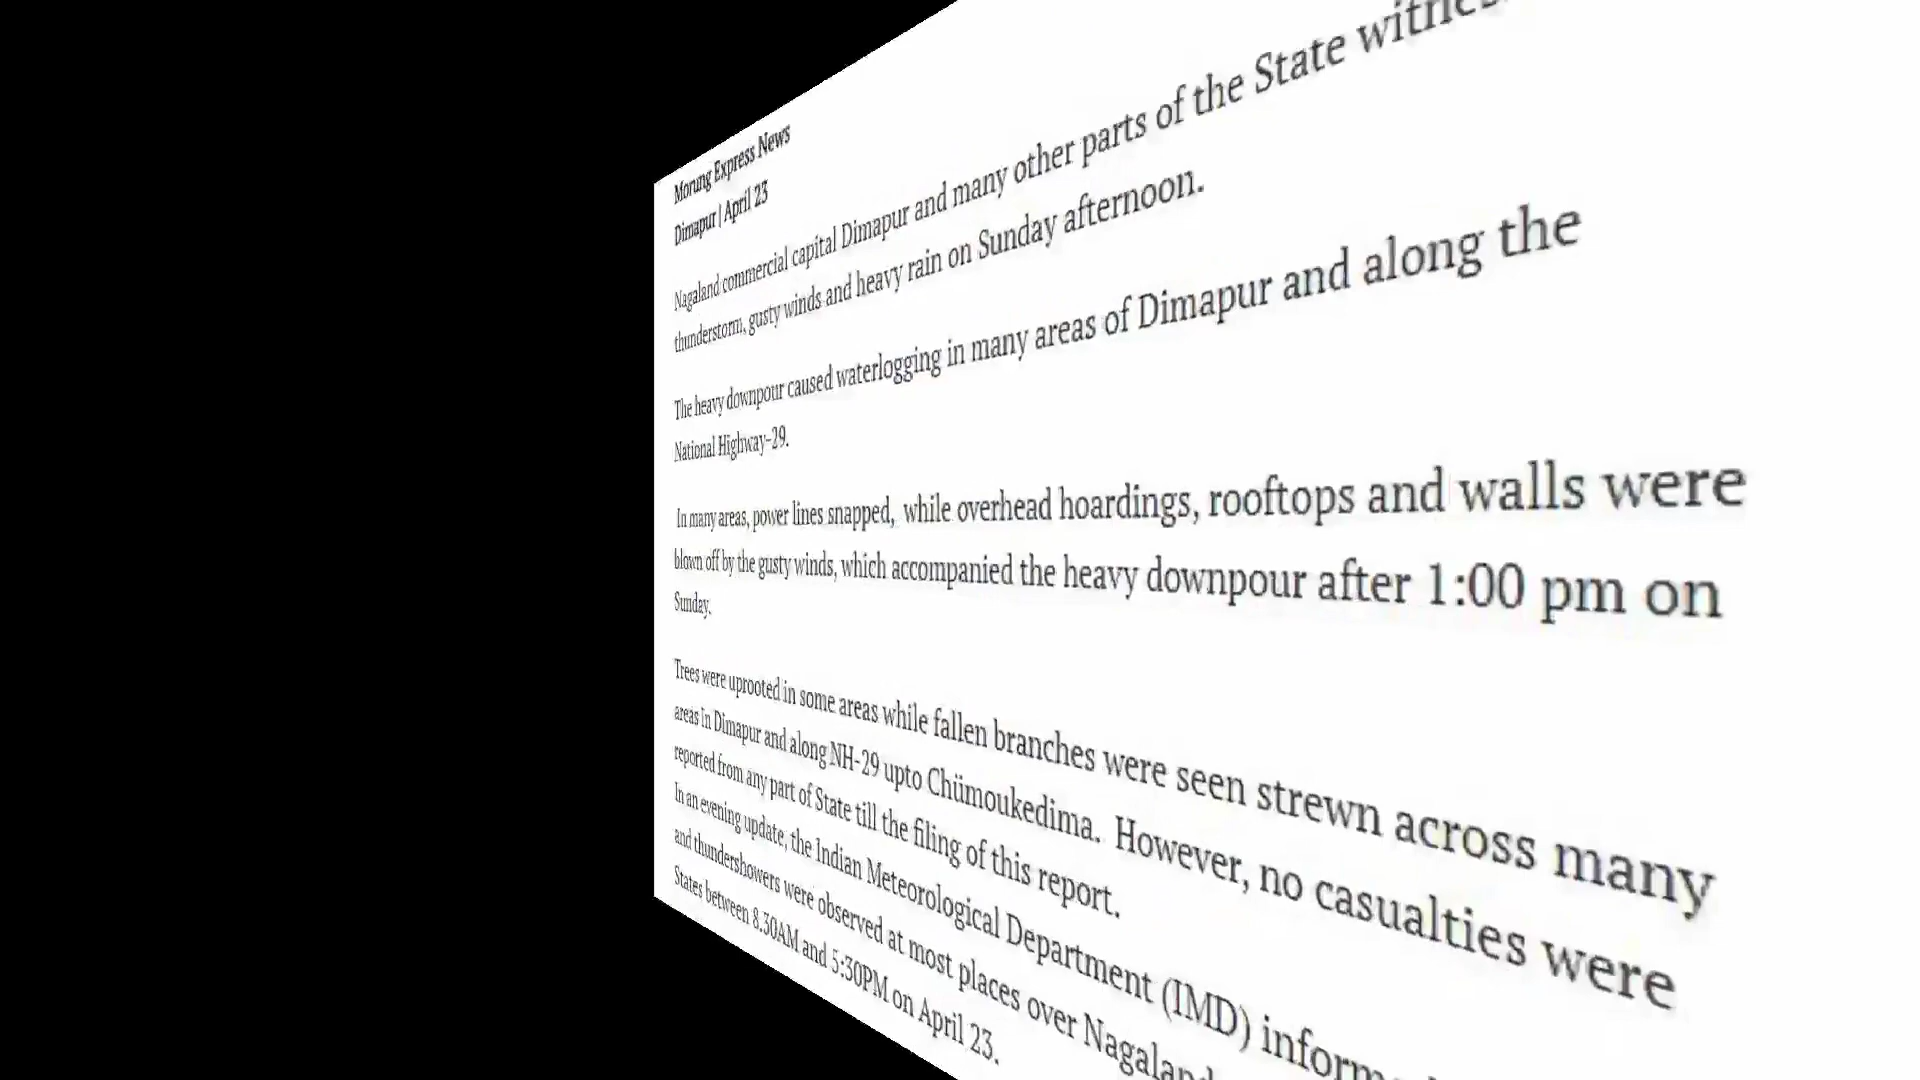 Morung Express News
Dimapur | April 23
Nagaland commercial capital Dimapur and many other parts of the State
thunderstorm, gusty winds and heavy rain on Sunday afternoon.
The heavy downpour caused waterlogging in many areas of Dimapur and along the
National Highway-29.
In many areas, power lines snapped, while overhead hoardings, rooftops and walls were
blown off by the gusty winds, which accompanied the heavy downpour after 1:00 pm on
Sunday.
Trees were uprooted in some areas while fallen branches were seen strewn across many
areas in Dimapur and along NH-29 upto Chümoukedima. However, no casualties were
reported from any part of State till the filing of this report.
In an evening update, the Indian Meteorological Department (IMD)
and thundershowers were observed at most places over Nagaland
States between 8.30AM and 5:30PM on April 23.